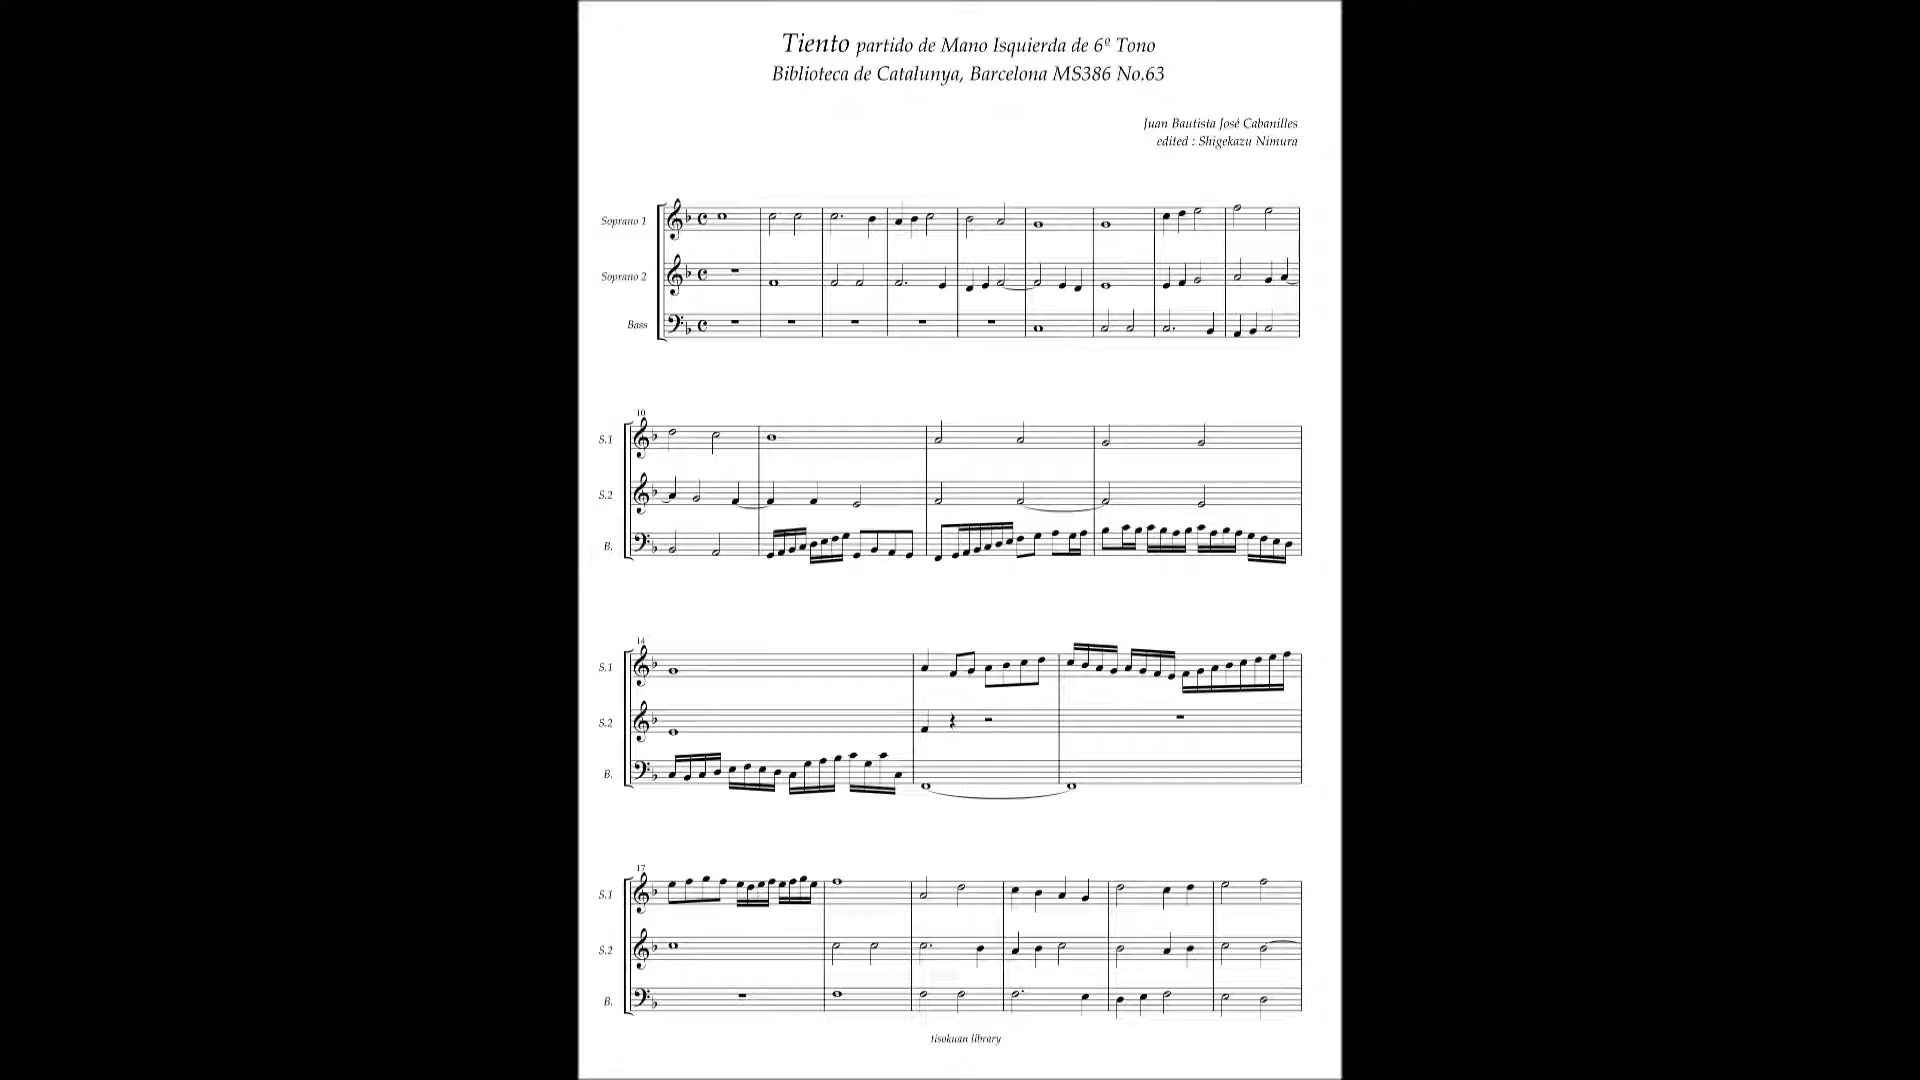 Tiento partido de Mano Isquierda de 6º Tono
Biblioteca de Catalunya, Barcelona MS386 No.63
Juan Bautista José Cabanilles
edited : Shigekazu Nimura
Soprano 1
Soprano 2
Bass
10
S.1
S.2
B.
14
S.1
S.2
B.
17
S.1
S.2
B.
tisokuan library